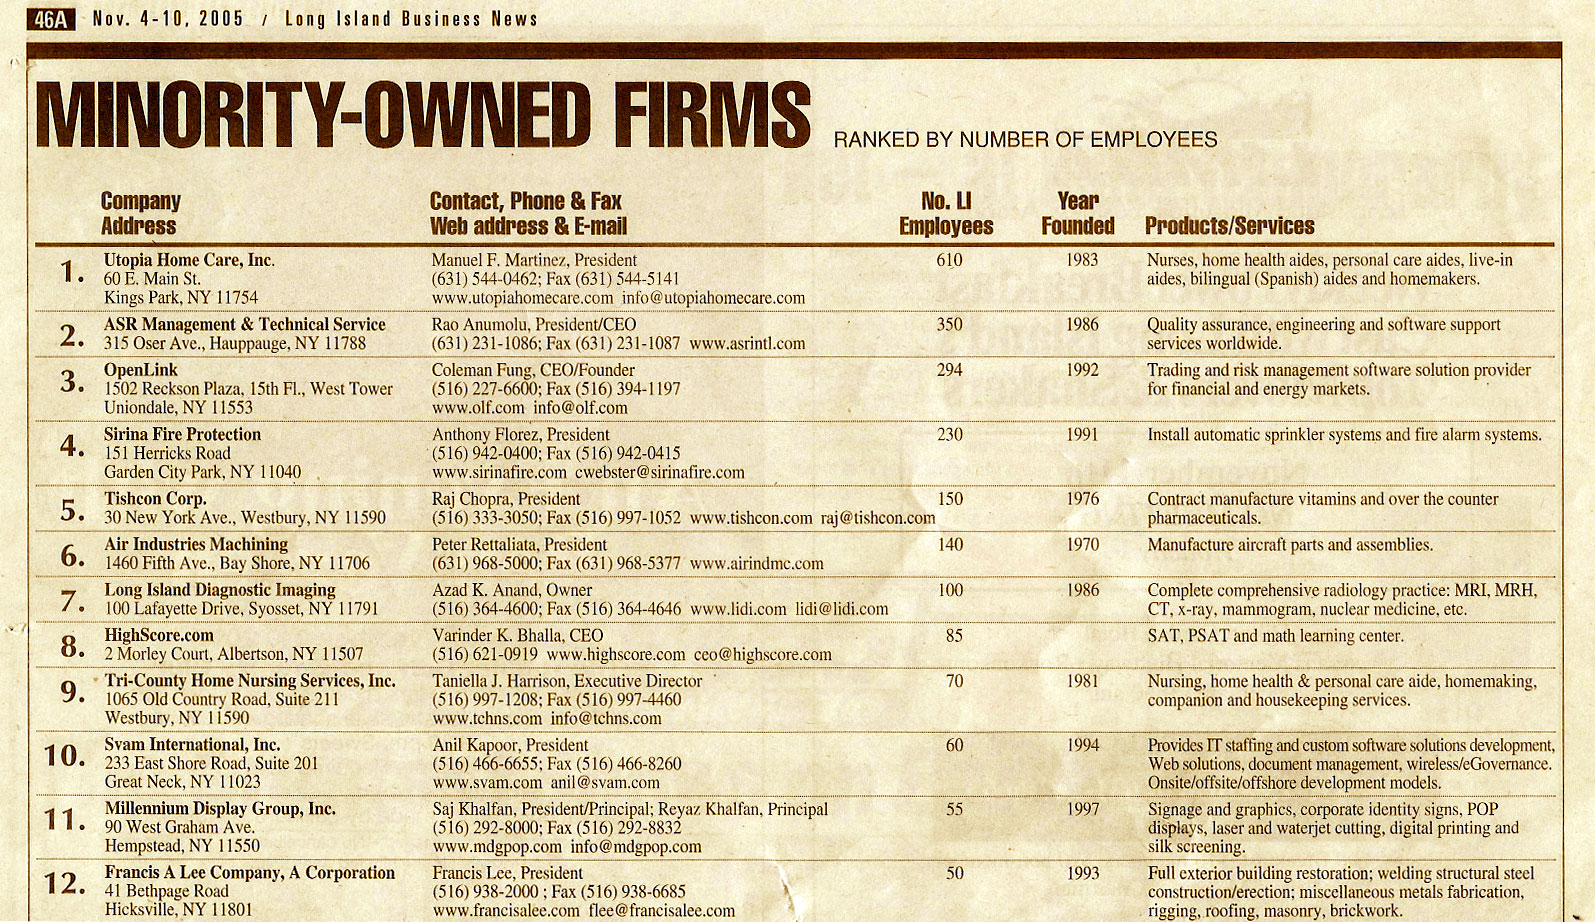 46A Nov. 4-10, 2005 / Long Island Business News
MINORITY-OWNED FIRMS RANKED BY NUMBER OF EMPLOYEES
Company Contact, Phone & Fax No. LI Year
Address Web address & E-mail Employees Founded Products/Services
1. Utopia Home Care, Inc. Manuel F. Martinez, President 610 1983 Nurses, home health aides, personal care aides, live-in
60 E. Main St. (631) 544-0462; Fax (631) 544-5141 aides, bilingual (Spanish) aides and homemakers.
Kings Park, NY 11754 www.utopiahomecare.com info@utopiahomecare.com
2. ASR Management & Technical Service Rao Anumolu, President/CEO 350 1986 Quality assurance, engineering and software support
315 Oser Ave., Hauppauge, NY 11788 (631) 231-1086; Fax (631) 231-1087 www.asrintl.com services worldwide.
3. OpenLink Coleman Fung, CEO/Founder 294 1992 Trading and risk management software solution provider
1502 Reckson Plaza, 15th Fl., West Tower (516) 227-6600; Fax (516) 394-1197 for financial and energy markets.
Uniondale, NY 11553 www.olf.com info@olf.com
4. Sirina Fire Protection Anthony Florez, President 230 1991 Install automatic sprinkler systems and fire alarm systems.
151 Herricks Road (516) 942-0400; Fax (516) 942-0415
Garden City Park, NY 11040 www.sirinafire.com cwebster@sirinafire.com
5. Tishcon Corp. Raj Chopra, President 150 1976 Contract manufacture vitamins and over the counter
30 New York Ave., Westbury, NY 11590 (516) 333-3050; Fax (516) 997-1052 www.tishcon.com raj@tishcon.com pharmaceuticals.
6. Air Industries Machining Peter Rettaliata, President 140 1970 Manufacture aircraft parts and assemblies.
1460 Fifth Ave., Bay Shore, NY 11706 (631) 968-5000; Fax (631) 968-5377 www.airindmc.com
7. Long Island Diagnostic Imaging Azad K. Anand, Owner 100 1986 Complete comprehensive radiology practice: MRI, MRH,
100 Lafayette Drive, Syosset, NY 11791 (516) 364-4600; Fax (516) 364-4646 www.lidi.com lidi@lidi.com CT, x-ray, mammogram, nuclear medicine, etc.
8. HighScore.com Varinder K. Bhalla, CEO 85 SAT, PSAT and math learning center.
2 Morley Court, Albertson, NY 11507 (516) 621-0919 www.highscore.com ceo@highscore.com
9. Tri-County Home Nursing Services, Inc. Taniella J. Harrison, Executive Director 70 1981 Nursing, home health & personal care aide, homemaking,
1065 Old Country Road, Suite 211 (516) 997-1208; Fax (516) 997-4460 companion and housekeeping services.
Westbury, NY 11590 www.tchns.com info@tchns.com
10. Svam International, Inc. Anil Kapoor, President 60 1994 Provides IT staffing and custom software solutions development,
233 East Shore Road, Suite 201 (516) 466-6655; Fax (516) 466-8260 Web solutions, document management, wireless/eGovernance.
Great Neck, NY 11023 www.svam.com anil@svam.com Onsite/offsite/offshore development models.
11. Millennium Display Group, Inc. Saj Khalfan, President/Principal; Reyaz Khalfan, Principal 55 1997 Signage and graphics, corporate identity signs, POP
90 West Graham Ave. (516) 292-8000; Fax (516) 292-8832 displays, laser and waterjet cutting, digital printing and
Hempstead, NY 11550 www.mdgpop.com info@mdgpop.com silk screening.
12. Francis A Lee Company, A Corporation Francis Lee, President 50 1993 Full exterior building restoration; welding structural steel
41 Bethpage Road (516) 938-2000 ; Fax (516) 938-6685 construction/erection; miscellaneous metals fabrication,
Hicksville, NY 11801 www.francisalee.com flee@francisalee.com rigging, roofing, masonry, brickwork.